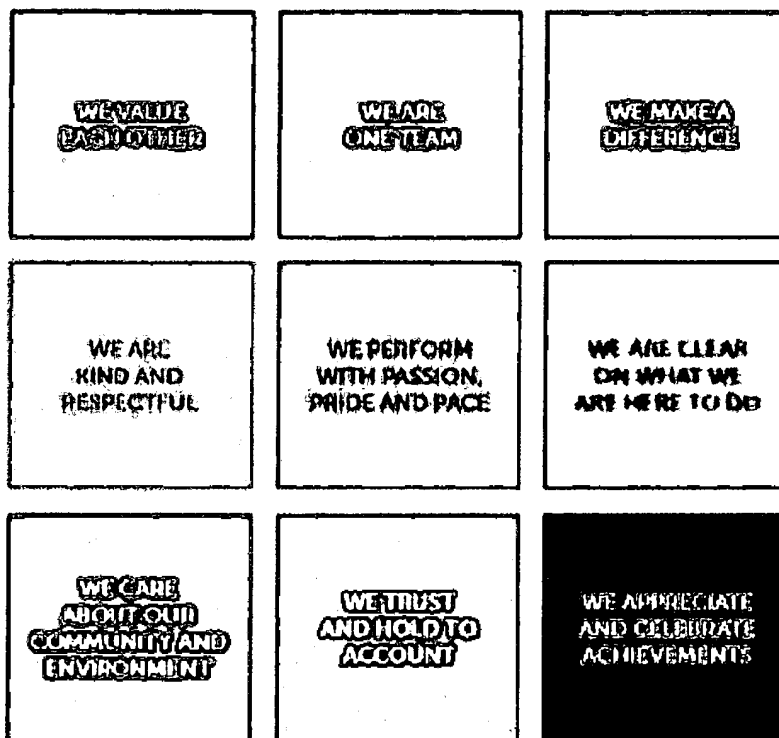 WE VALUE
EACH OTHER
WE ARE
ONE TEAM
WE MAKE A
DIFFERENCE
WE ARE
KIND AND
RESPECTFUL
WE PERFORM
WITH PASSION,
PRIDE AND PACE
WE ARE CLEAR
ON WHAT WE
ARE HERE TO DO
WE CARE
ABOUT OUR
COMMUNITY AND
ENVIRONMENT
WE TRUST
AND HOLD TO
ACCOUNT
WE APPRECIATE
AND CELEBRATE
ACHIEVEMENTS